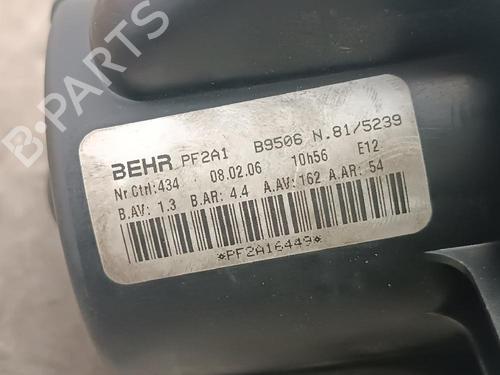 B-PARTS
BEHR PF2A1 B9506 N.81/5239
Nr Ctrl:434 08.02.06 10h56 E12
B.AV: 1.3 B.AR: 4.4 A.AV:162 A.AR: 54
*PF2A16449*